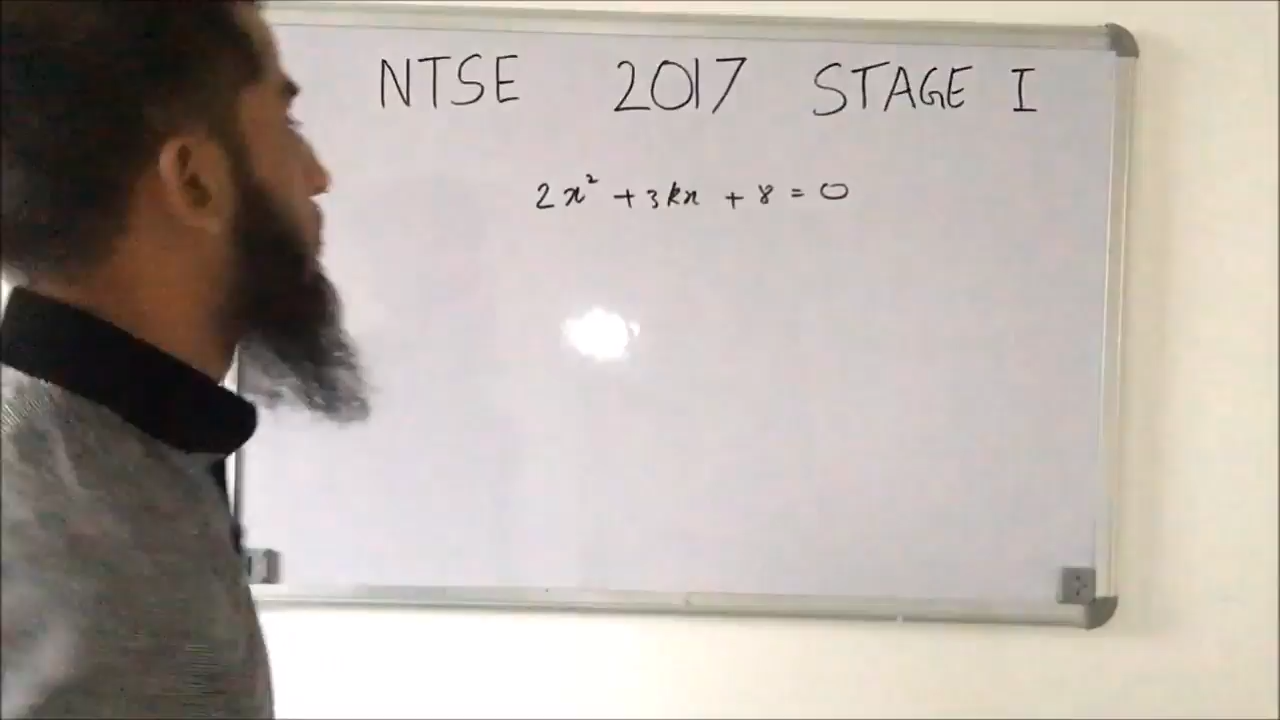 NTSE 2017 STAGE I
2x² + 3kx + 8 = 0